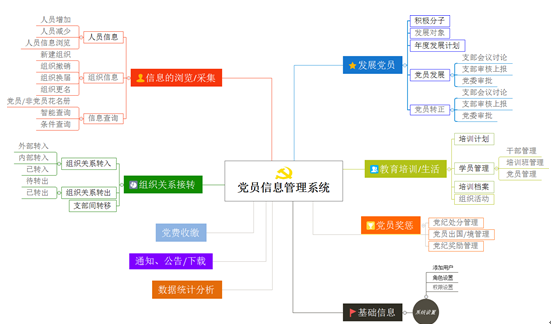 党员信息管理系统
信息的浏览/采集
人员信息
人员增加
人员减少
人员信息浏览
组织信息
新建组织
组织撤销
组织换届
组织更名
信息查询
党员/非党员花名册
智能查询
条件查询
组织关系接转
组织关系转入
外部转入
内部转入
已转入
组织关系转出
待转出
已转出
支部间转移
党费收缴
通知、公告/下载
数据统计分析
发展党员
积极分子
发展对象
年度发展计划
党员发展
支部会议讨论
支部审核上报
党委审批
党员转正
支部会议讨论
支部审核上报
党委审批
教育培训/生活
培训计划
学员管理
干部管理
培训班管理
党员管理
培训档案
组织活动
党员奖惩
党纪处分管理
党员出国/境管理
党纪奖励管理
基础信息
系统设置
添加用户
角色设置
权限设置